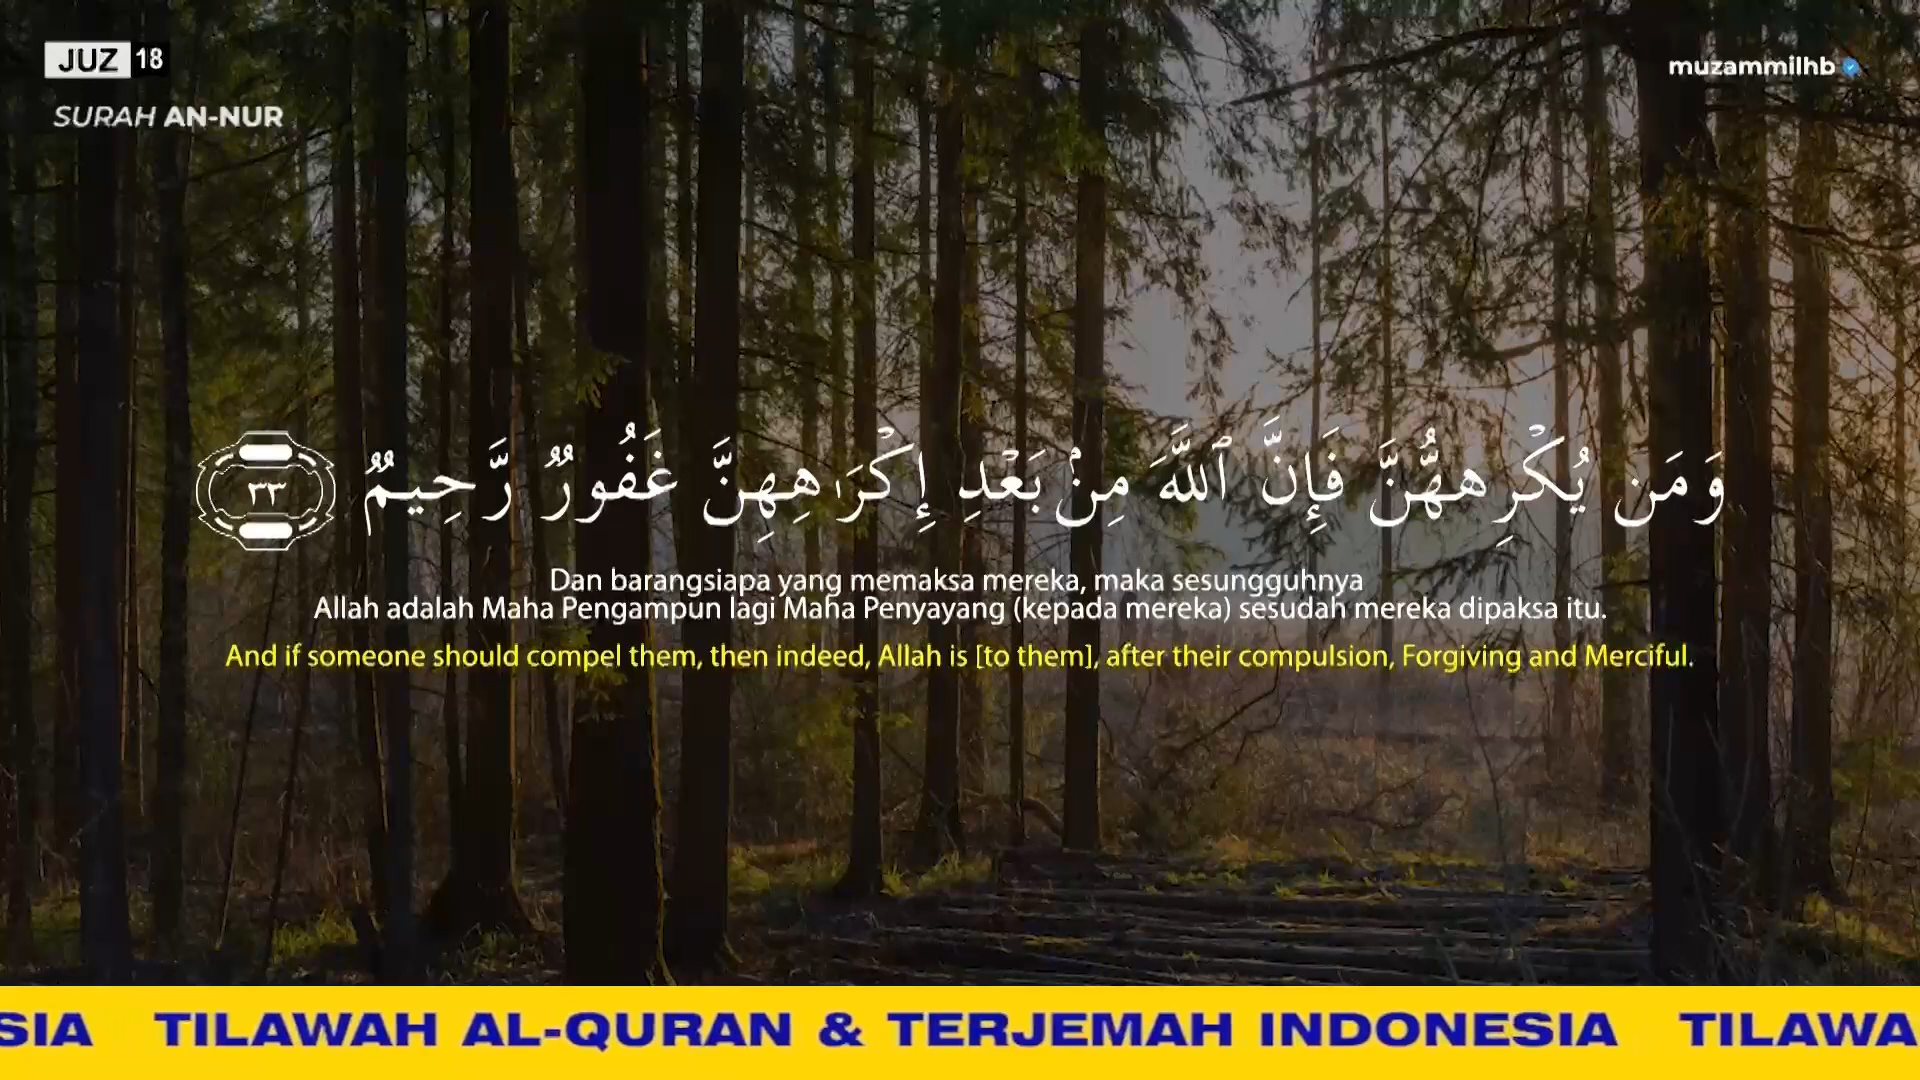 JUZ 18
muzammilhb
SURAH AN-NUR
وَمَن يُكْرِههُّنَّ فَإِنَّ ٱللَّهَ مِنۢ بَعْدِ إِكْرَٰهِهِنَّ غَفُورٌ رَّحِيمٌ ٣٣
Dan barangsiapa yang memaksa mereka, maka sesungguhnya
Allah adalah Maha Pengampun lagi Maha Penyayang (kepada mereka) sesudah mereka dipaksa itu.
And if someone should compel them, then indeed, Allah is [to them], after their compulsion, Forgiving and Merciful.
SIA TILAWAH AL-QURAN & TERJEMAH INDONESIA TILAWA